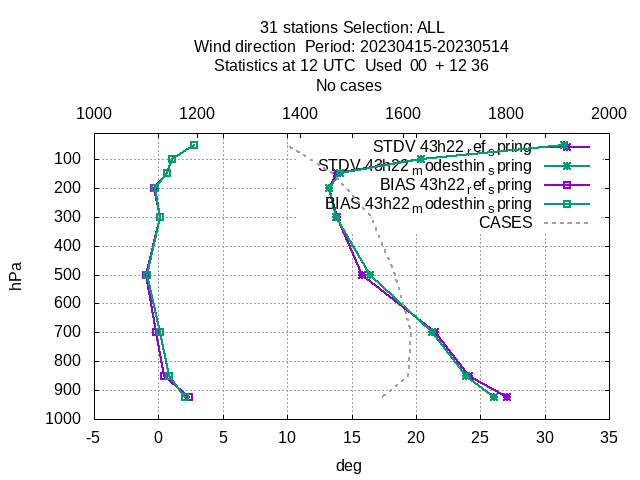 31 stations Selection: ALL
Wind direction  Period: 20230415-20230514
Statistics at 12 UTC  Used  00  + 12 36
No cases
1000 1200 1400 1600 1800 2000
STDV 43h22_ref_spring
STDV 43h22_modesthin_spring
BIAS 43h22_ref_spring
BIAS 43h22_modesthin_spring
CASES
100
200
300
400
500
600
700
800
900
1000
hPa
-5 0 5 10 15 20 25 30 35
deg